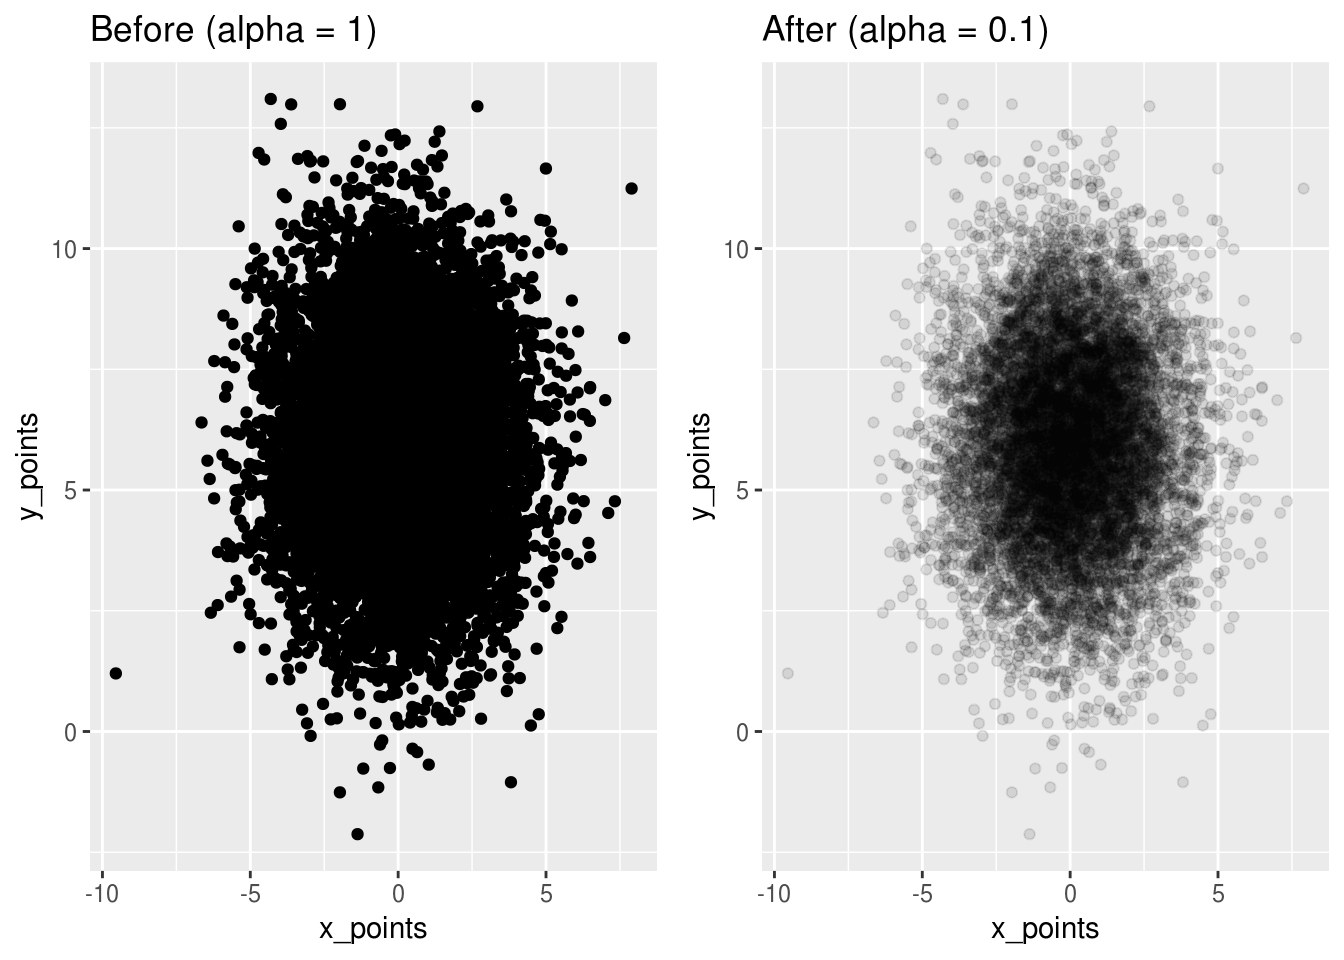 Before (alpha = 1)
y_points
10
5
0
-10
-5
0
5
x_points
After (alpha = 0.1)
y_points
10
5
0
-10
-5
0
5
x_points